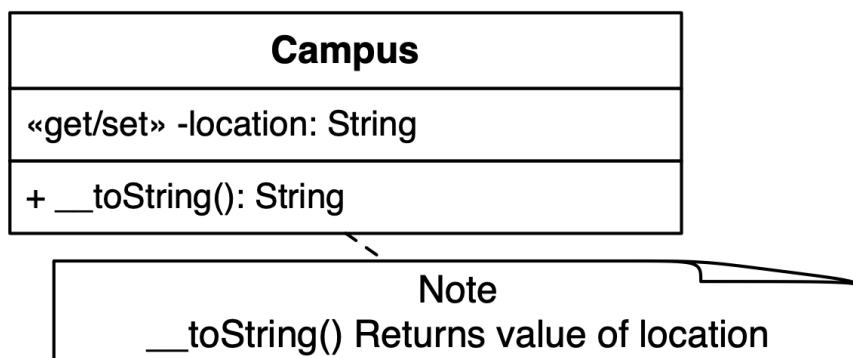 Campus
«get/set» -location: String
+ __toString(): String
Note
__toString() Returns value of location